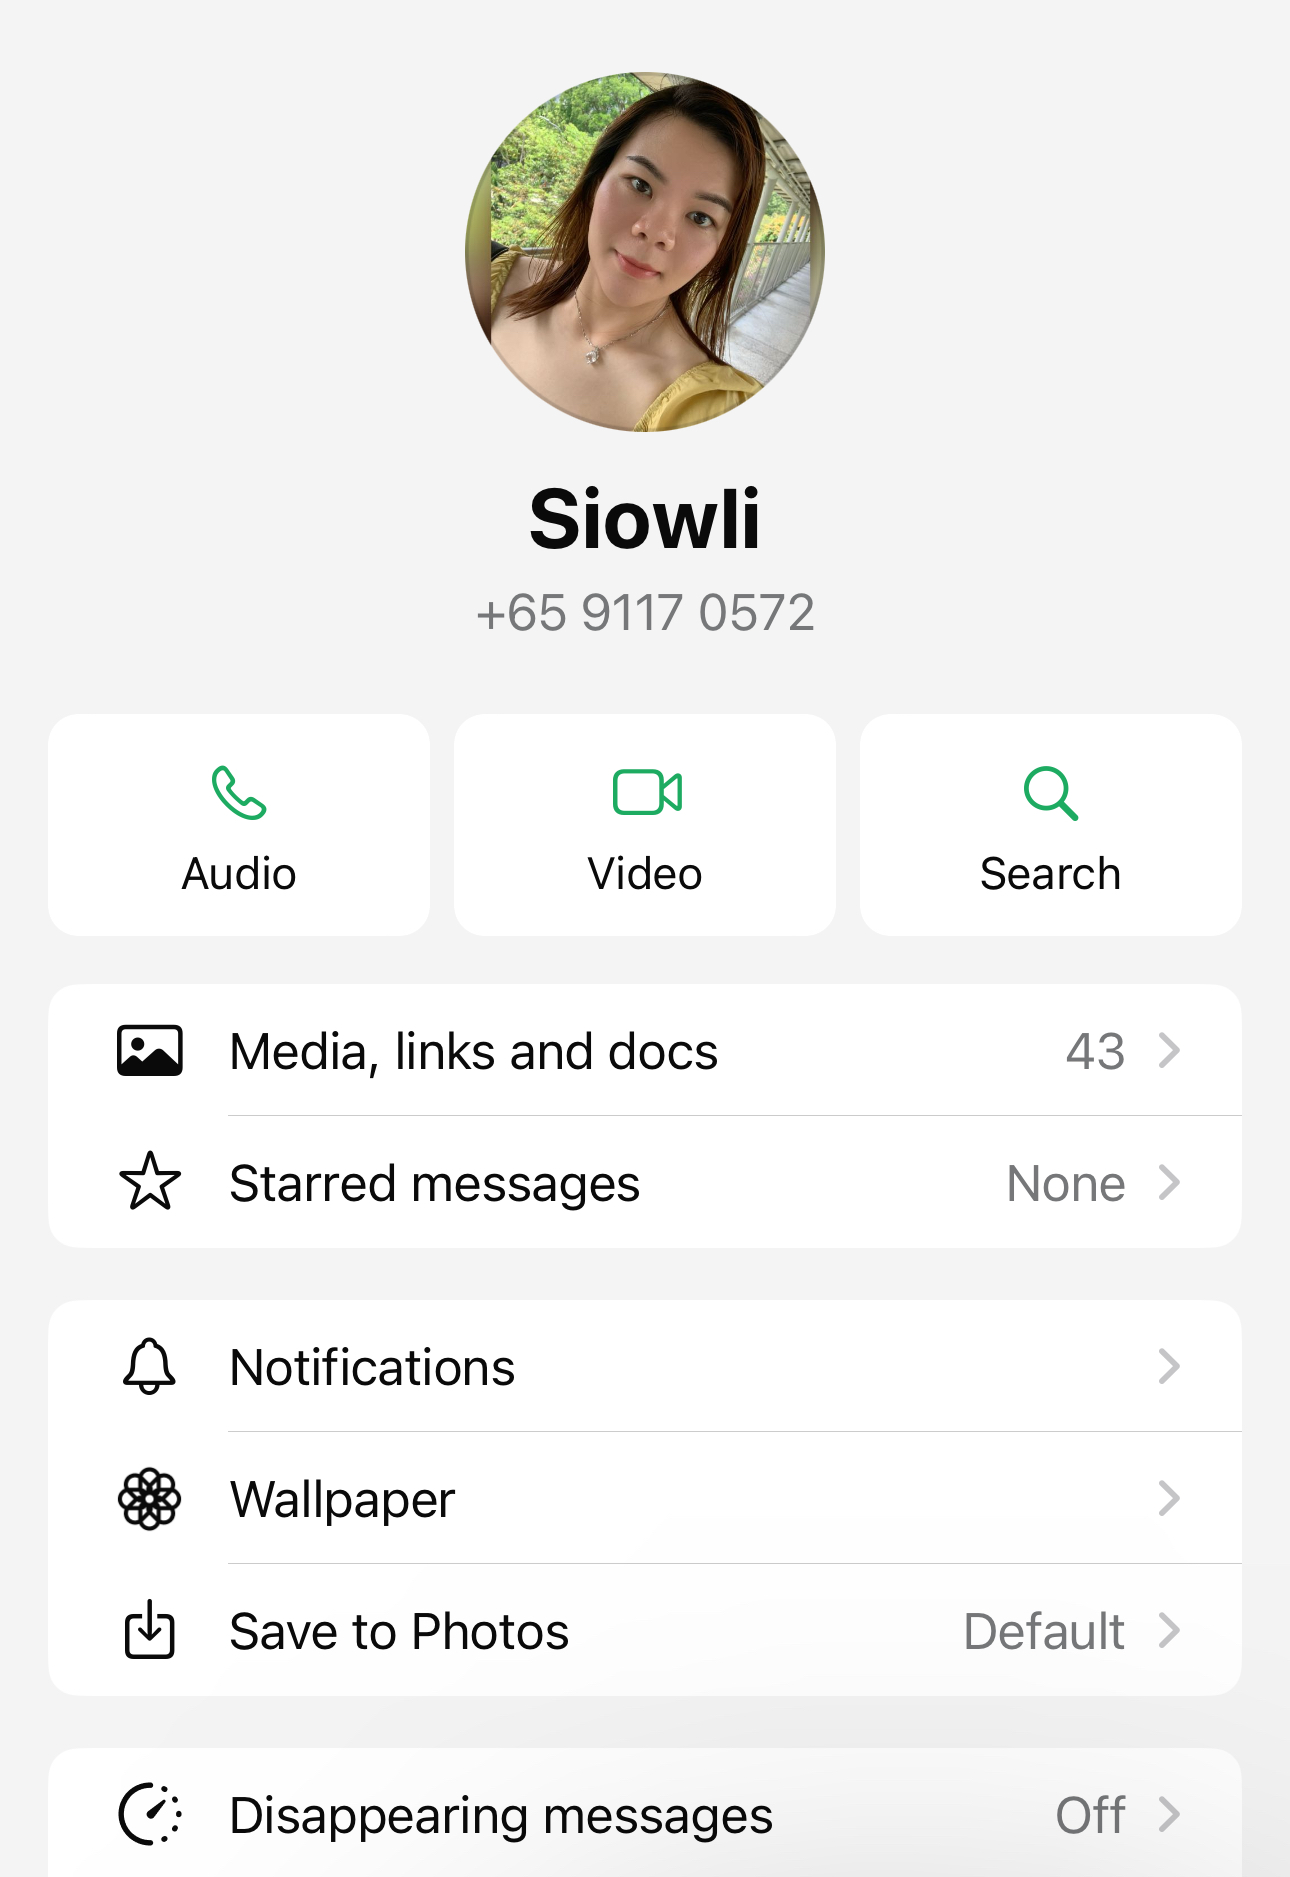 Siowli
+65 9117 0572
Audio
Video
Search
Media, links and docs
43
Starred messages
None
Notifications
Wallpaper
Save to Photos
Default
Disappearing messages
Off